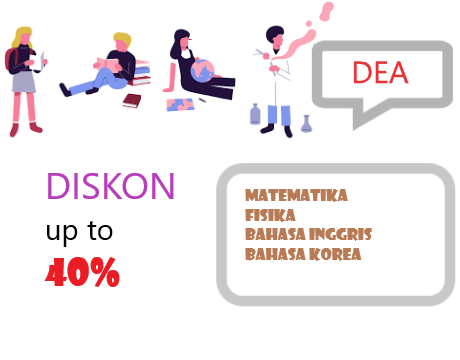 DEA
DISKON
up to
40%
MATEMATIKA
FISIKA
BAHASA INGGRIS
BAHASA KOREA